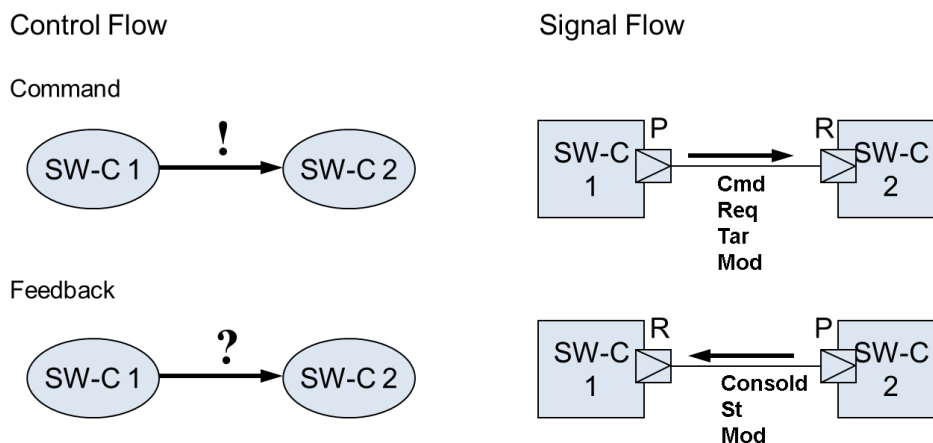 Control Flow
Signal Flow
Command
!
SW-C 1
SW-C 2
P
R
SW-C
1
SW-C
2
Cmd
Req
Tar
Mod
Feedback
?
SW-C 1
SW-C 2
R
P
SW-C
1
SW-C
2
Consold
St
Mod